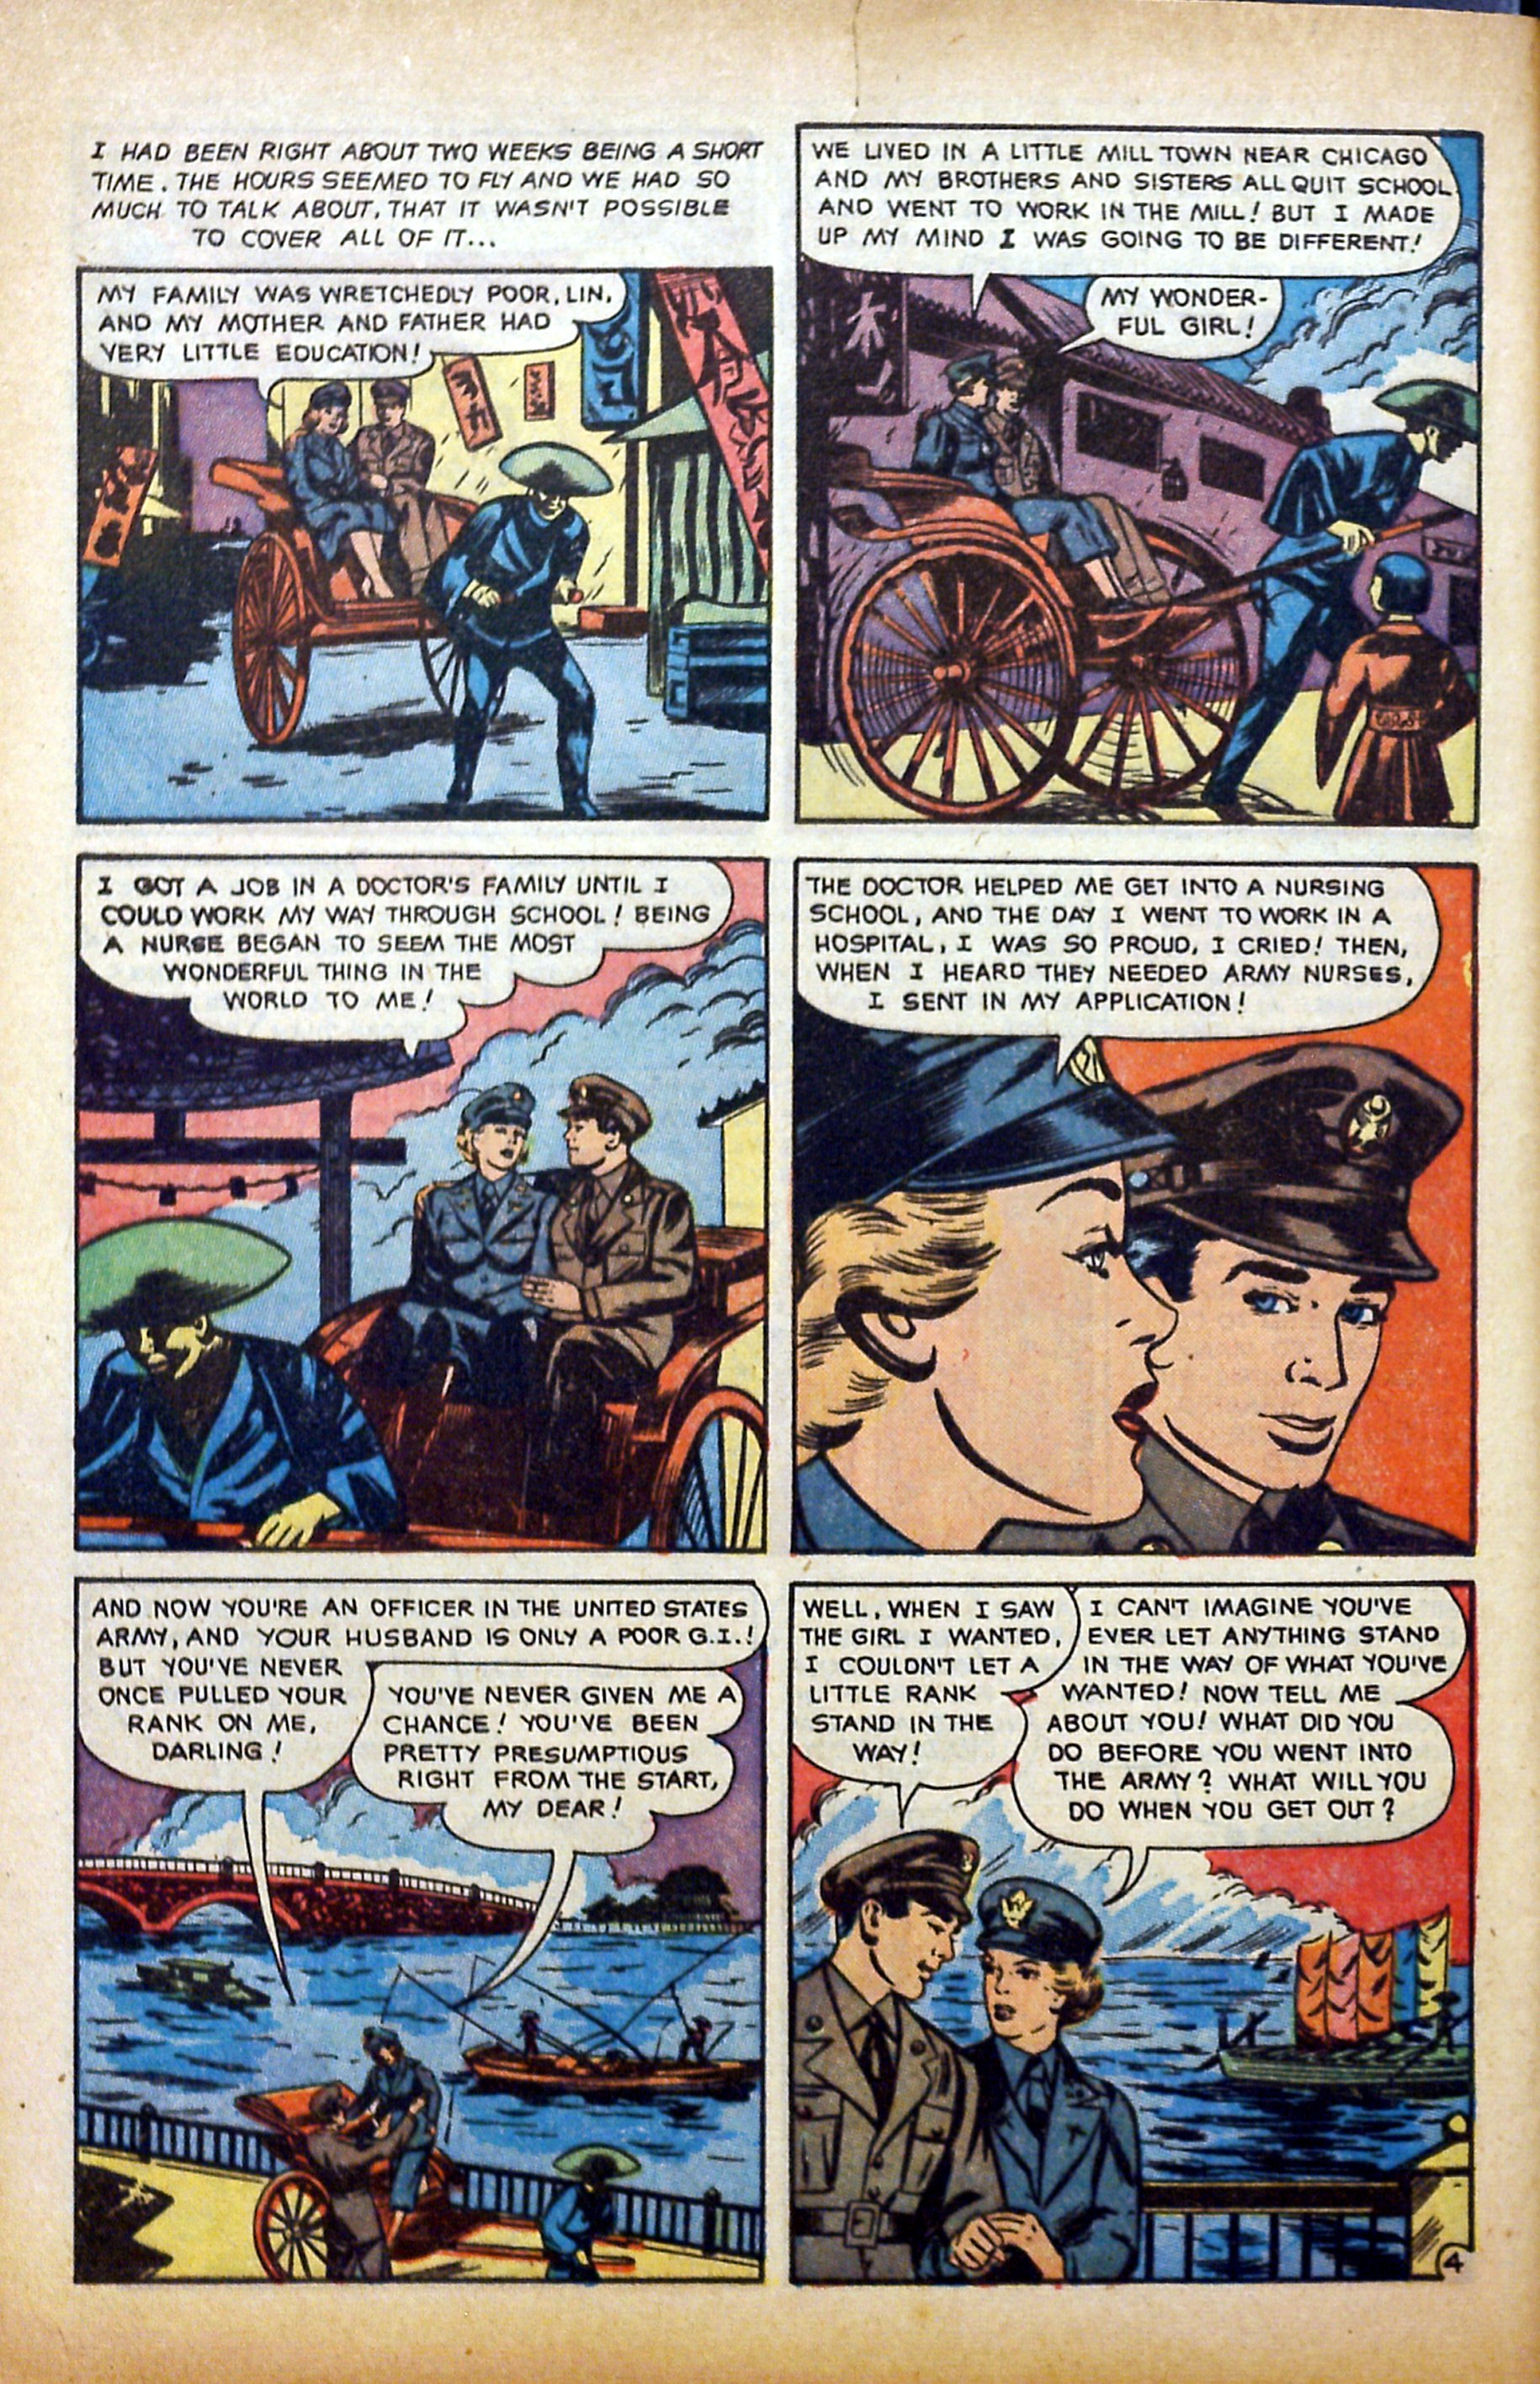 I HAD BEEN RIGHT ABOUT TWO WEEKS BEING A SHORT
TIME. THE HOURS SEEMED TO FLY AND WE HAD SO
MUCH TO TALK ABOUT, THAT IT WASN'T POSSIBLE
TO COVER ALL OF IT...
MY FAMILY WAS WRETCHEDLY POOR, LIN,
AND MY MOTHER AND FATHER HAD
VERY LITTLE EDUCATION!
WE LIVED IN A LITTLE MILL TOWN NEAR CHICAGO
AND MY BROTHERS AND SISTERS ALL QUIT SCHOOL
AND WENT TO WORK IN THE MILL! BUT I MADE
UP MY MIND I WAS GOING TO BE DIFFERENT!
MY WONDER-
FUL GIRL!
I GOT A JOB IN A DOCTOR'S FAMILY UNTIL I
COULD WORK MY WAY THROUGH SCHOOL! BEING
A NURSE BEGAN TO SEEM THE MOST
WONDERFUL THING IN THE
WORLD TO ME!
THE DOCTOR HELPED ME GET INTO A NURSING
SCHOOL, AND THE DAY I WENT TO WORK IN A
HOSPITAL, I WAS SO PROUD, I CRIED! THEN,
WHEN I HEARD THEY NEEDED ARMY NURSES,
I SENT IN MY APPLICATION!
AND NOW YOU'RE AN OFFICER IN THE UNITED STATES
ARMY, AND YOUR HUSBAND IS ONLY A POOR G.I.!
BUT YOU'VE NEVER
ONCE PULLED YOUR
RANK ON ME,
DARLING!
YOU'VE NEVER GIVEN ME A
CHANCE! YOU'VE BEEN
PRETTY PRESUMPTIOUS
RIGHT FROM THE START,
MY DEAR!
WELL, WHEN I SAW
THE GIRL I WANTED,
I COULDN'T LET A
LITTLE RANK
STAND IN THE
WAY!
I CAN'T IMAGINE YOU'VE
EVER LET ANYTHING STAND
IN THE WAY OF WHAT YOU'VE
WANTED! NOW TELL ME
ABOUT YOU! WHAT DID YOU
DO BEFORE YOU WENT INTO
THE ARMY? WHAT WILL YOU
DO WHEN YOU GET OUT?
4